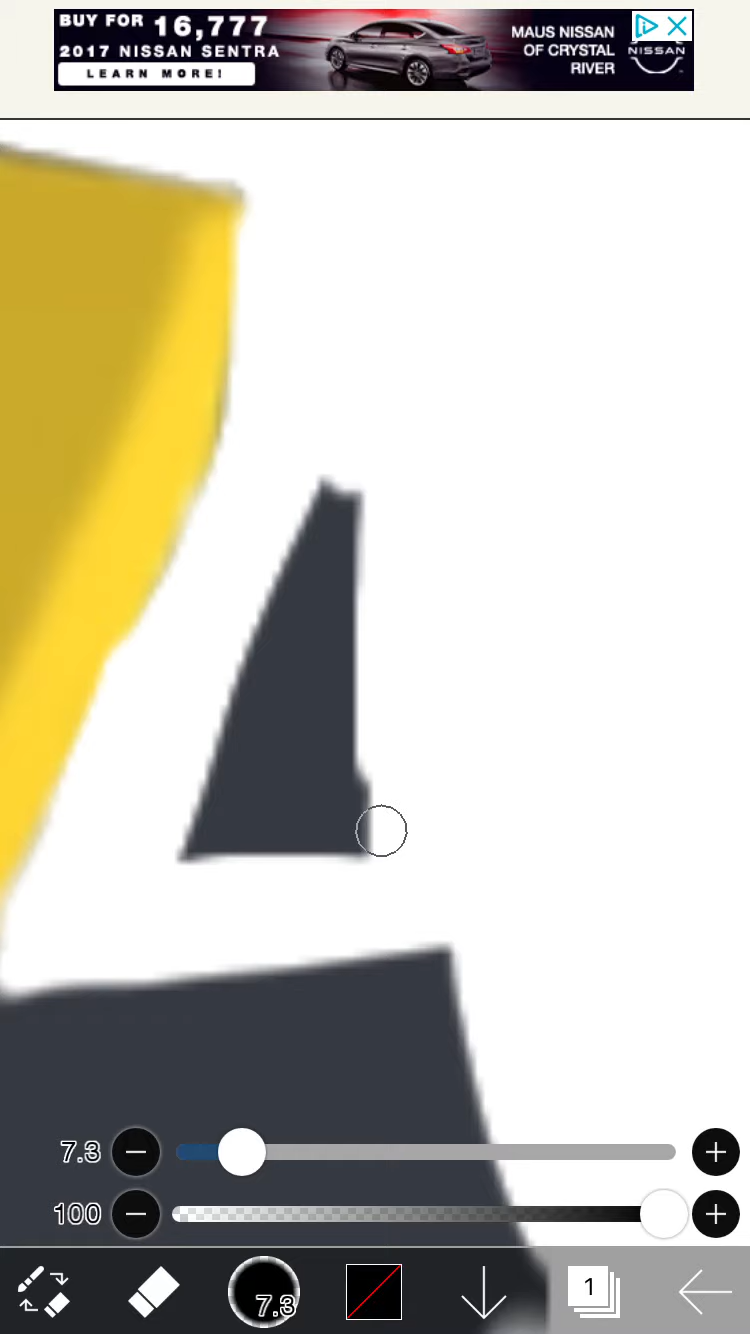 BUY FOR 16,777
2017 NISSAN SENTRA
LEARN MORE!
MAUS NISSAN
OF CRYSTAL
RIVER
NISSAN
7.3
100
7.3
1